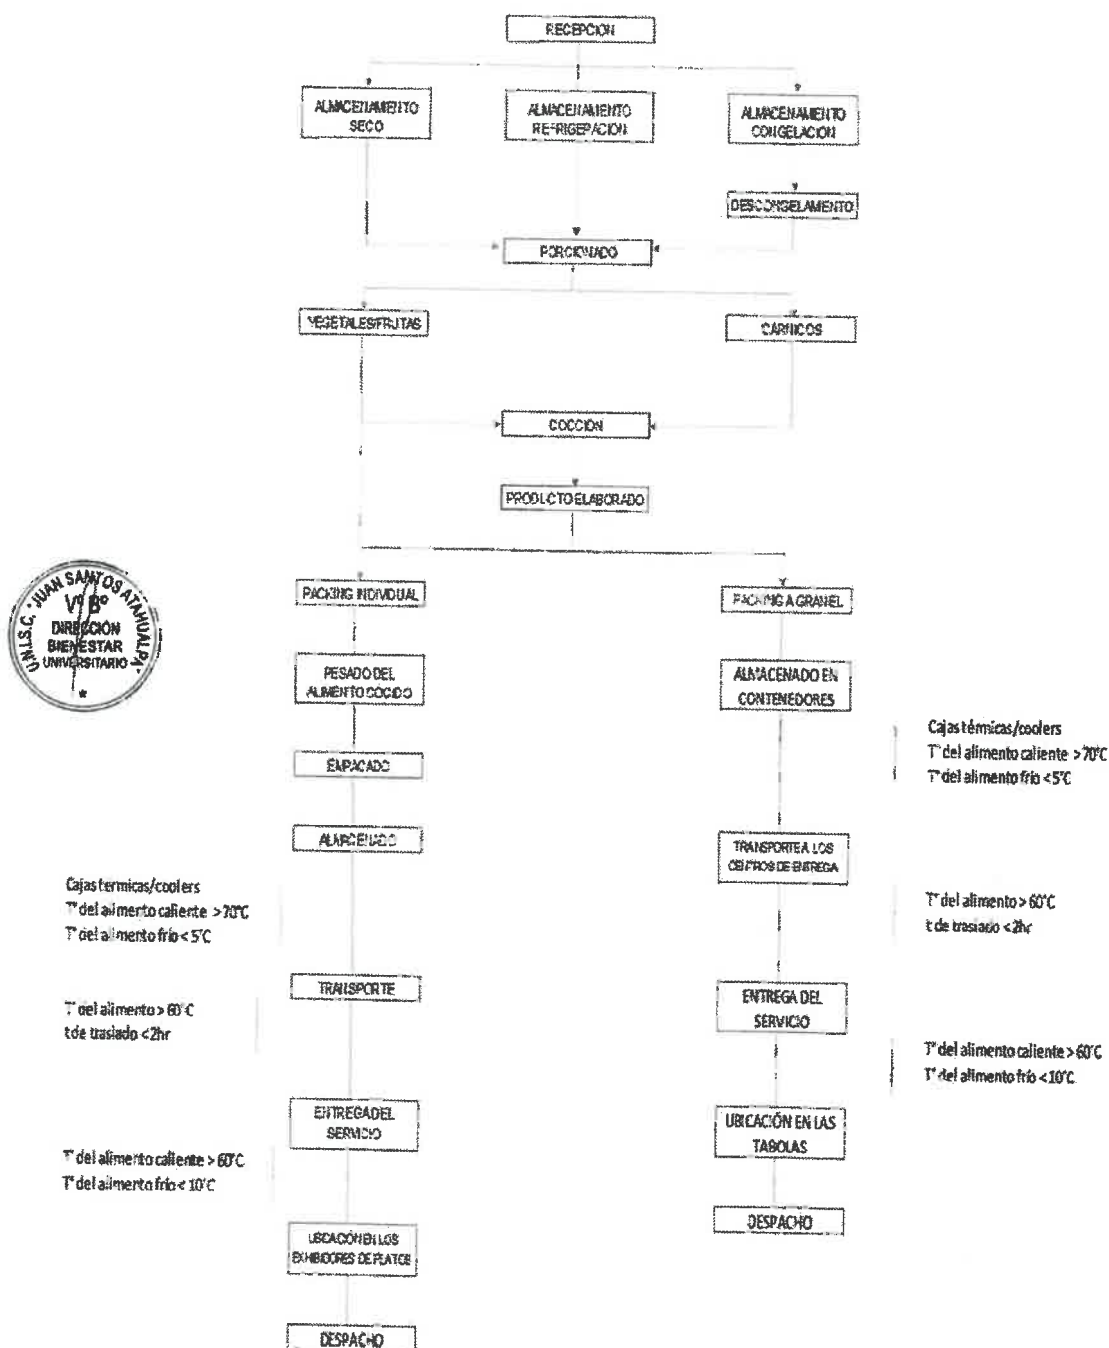 RECEPCION
ALMACENAMIENTO
SECO
ALMACENAMIENTO
REFRIGERACION
ALMACENAMIENTO
CONGELACION
DESCONGELAMIENTO
PORCIONADO
VEGETALES/FRUTAS
CARNICOS
COCCION
PRODUCTO ELABORADO
U.N.I.S.C. "JUAN SANTOS ATAHUALPA"
V° B°
DIRECCIÓN
BIENESTAR
UNIVERSITARIO
PACKING INDIVIDUAL
PACKING A GRANEL
PESADO DEL
ALIMENTO COCIDO
ALMACENADO EN
CONTENEDORES
Cajas térmicas/coolers
T° del alimento caliente >70°C
T° del alimento frío <5°C
EMPACADO
ALMACENADO
TRANSPORTE A LOS
CENTROS DE ENTREGA
Cajas termicas/coolers
T° del alimento caliente >70°C
T° del alimento frío < 5°C
T° del alimento > 60°C
t de traslado <2hr
TRANSPORTE
T° del alimento > 60°C
t de traslado <2hr
ENTREGA DEL
SERVICIO
T° del alimento caliente > 60°C
T° del alimento frío <10°C
ENTREGA DEL
SERVICIO
UBICACIÓN EN LAS
TABOLAS
T° del alimento caliente > 60°C
T° del alimento frío < 10°C
DESPACHO
UBICACIÓN EN LOS
EXHIBIDORES DE PLATOS
DESPACHO